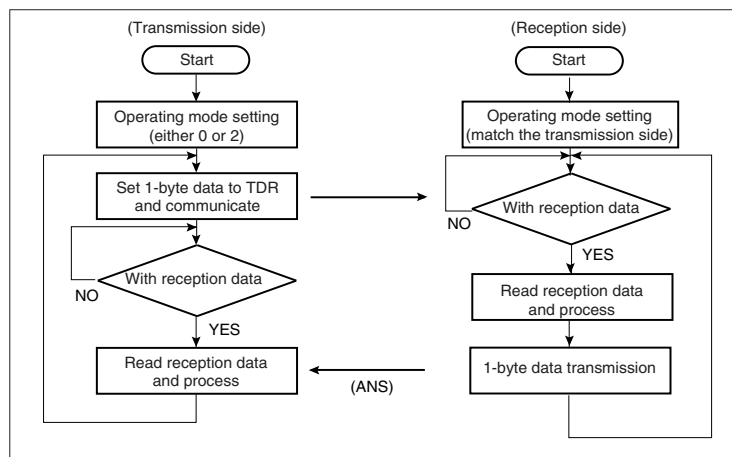 (Transmission side)
Start
Operating mode setting
(either 0 or 2)
Set 1-byte data to TDR
and communicate
With reception data
NO
YES
Read reception data
and process
(ANS)
(Reception side)
Start
Operating mode setting
(match the transmission side)
With reception data
NO
YES
Read reception data
and process
1-byte data transmission